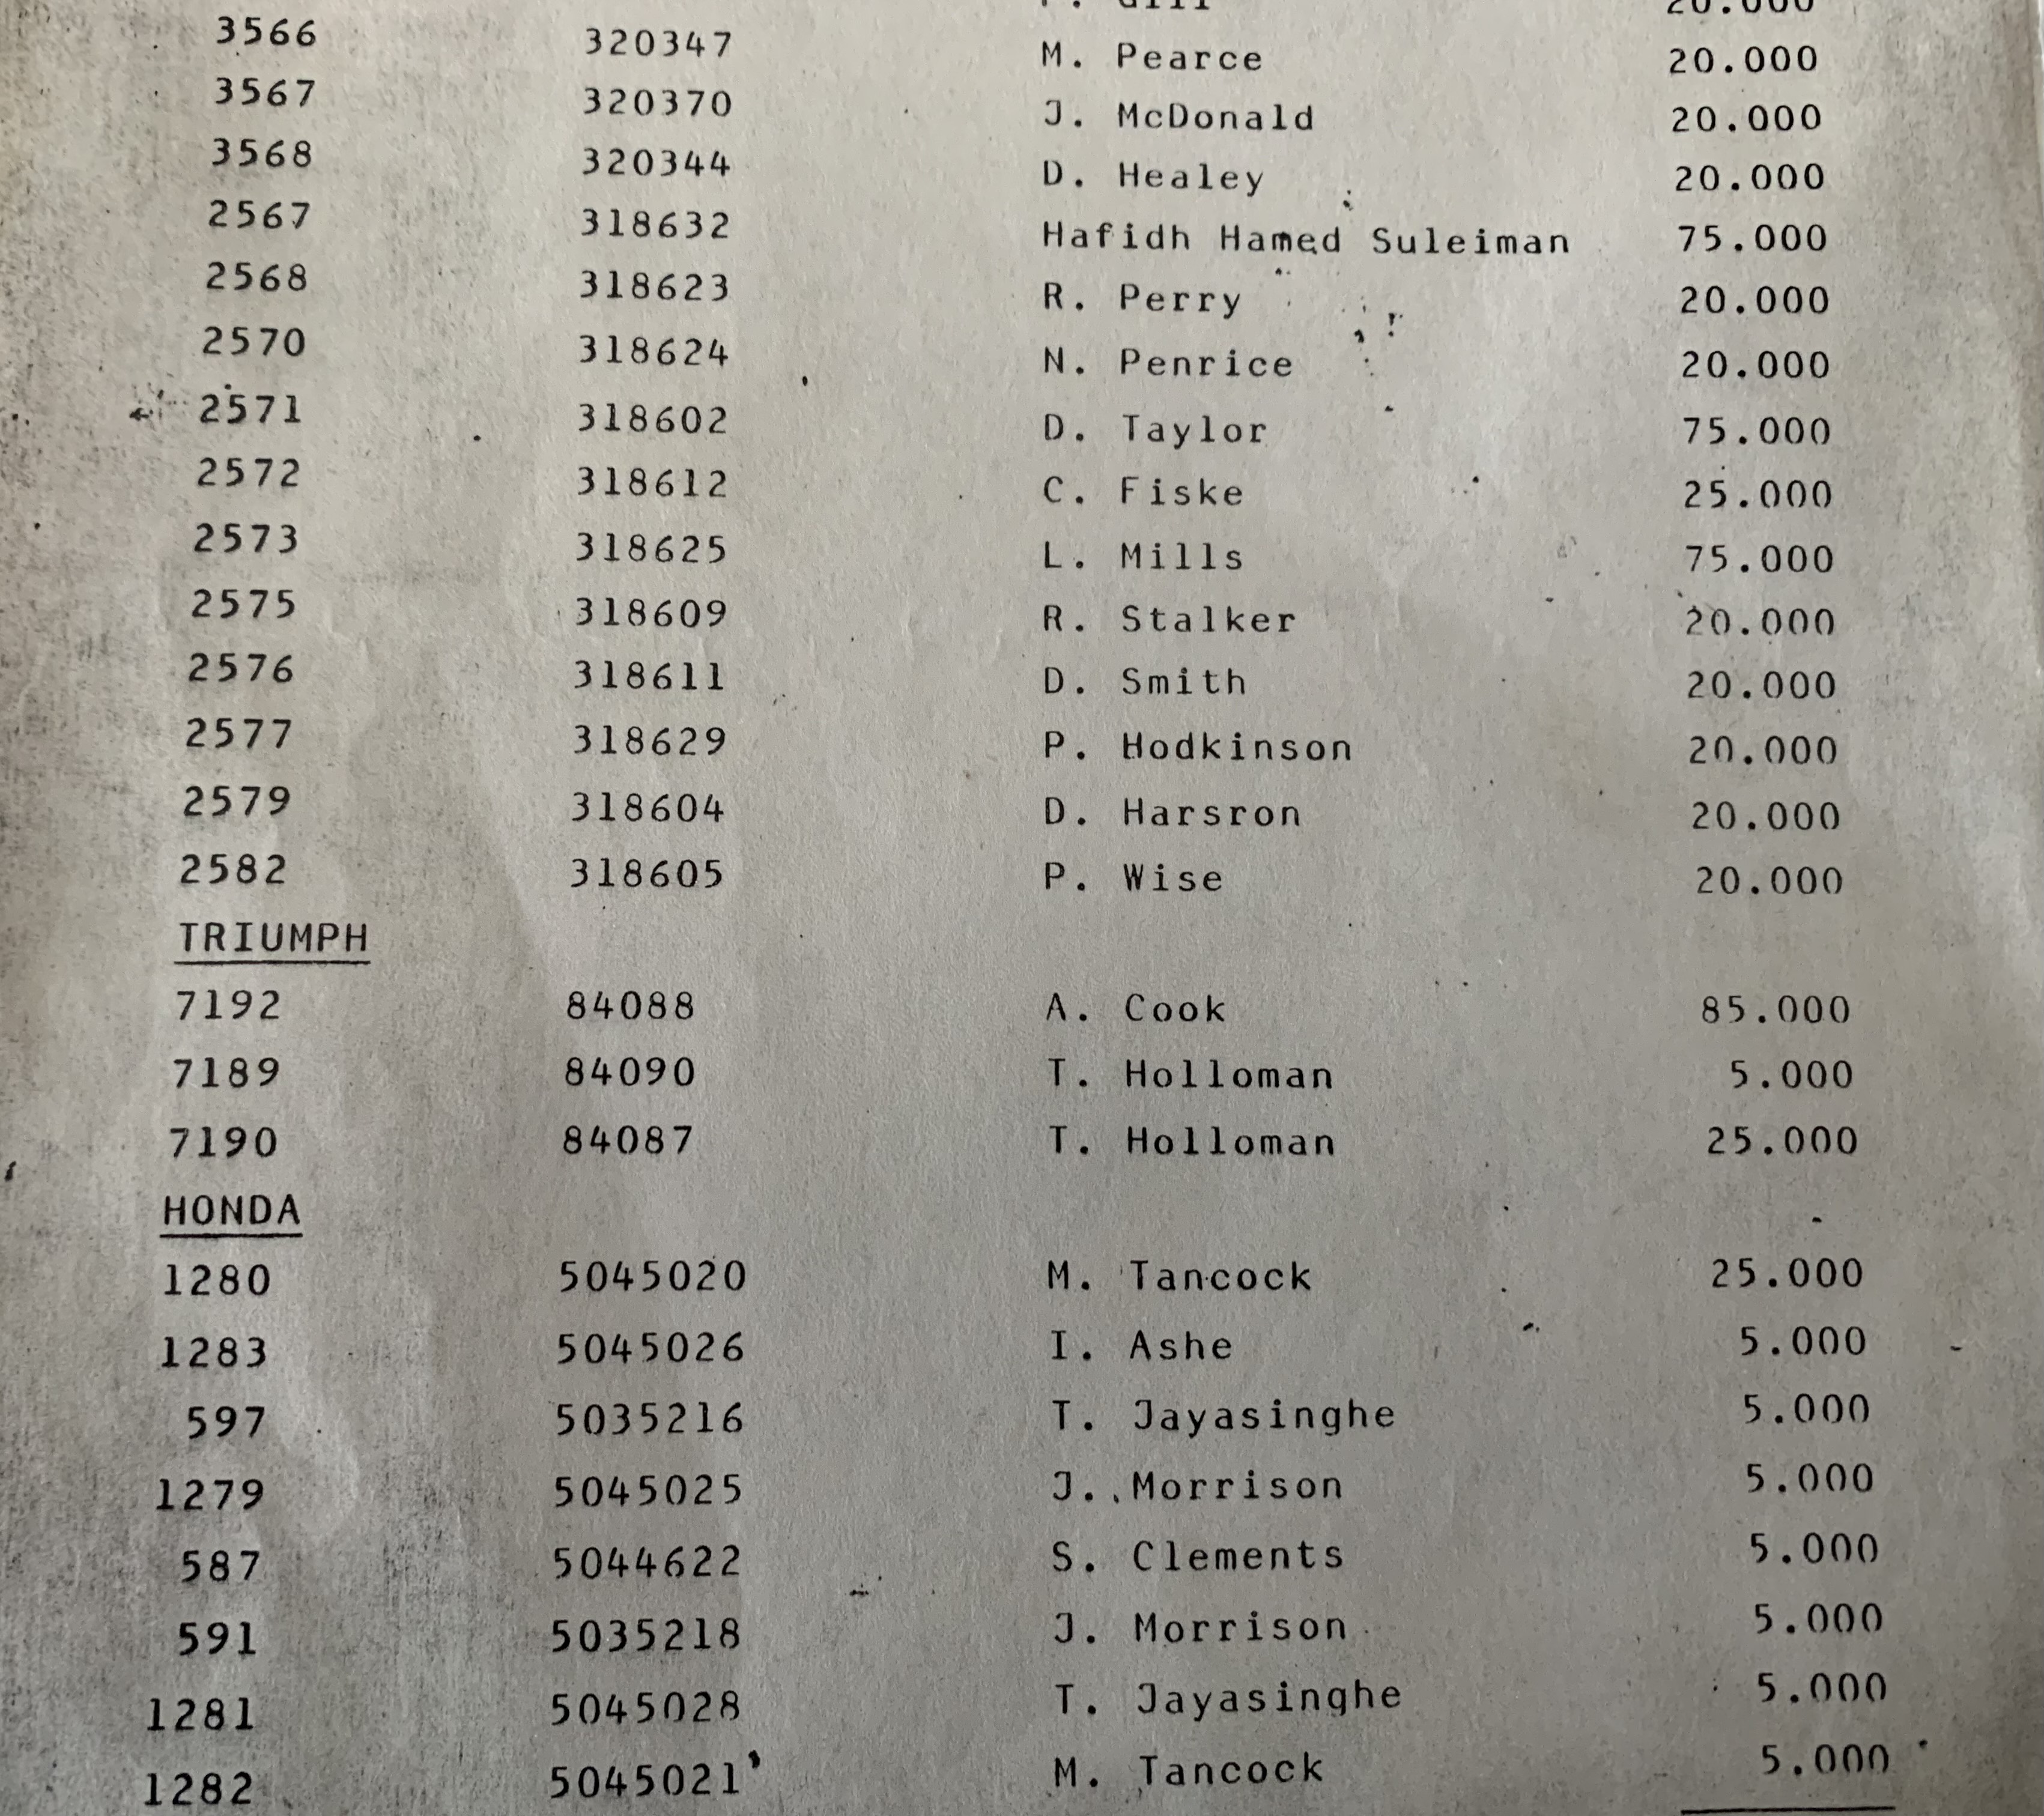 3566 320347 M. Pearce 20.000
3567 320370 J. McDonald 20.000
3568 320344 D. Healey 20.000
2567 318632 Hafidh Hamed Suleiman 75.000
2568 318623 R. Perry 20.000
2570 318624 N. Penrice 20.000
2571 318602 D. Taylor 75.000
2572 318612 C. Fiske 25.000
2573 318625 L. Mills 75.000
2575 318609 R. Stalker 20.000
2576 318611 D. Smith 20.000
2577 318629 P. Hodkinson 20.000
2579 318604 D. Harsron 20.000
2582 318605 P. Wise 20.000
TRIUMPH
7192 84088 A. Cook 85.000
7189 84090 T. Holloman 5.000
7190 84087 T. Holloman 25.000
HONDA
1280 5045020 M. Tancock 25.000
1283 5045026 I. Ashe 5.000
597 5035216 T. Jayasinghe 5.000
1279 5045025 J. Morrison 5.000
587 5044622 S. Clements 5.000
591 5035218 J. Morrison 5.000
1281 5045028 T. Jayasinghe 5.000
1282 5045021 M. Tancock 5.000